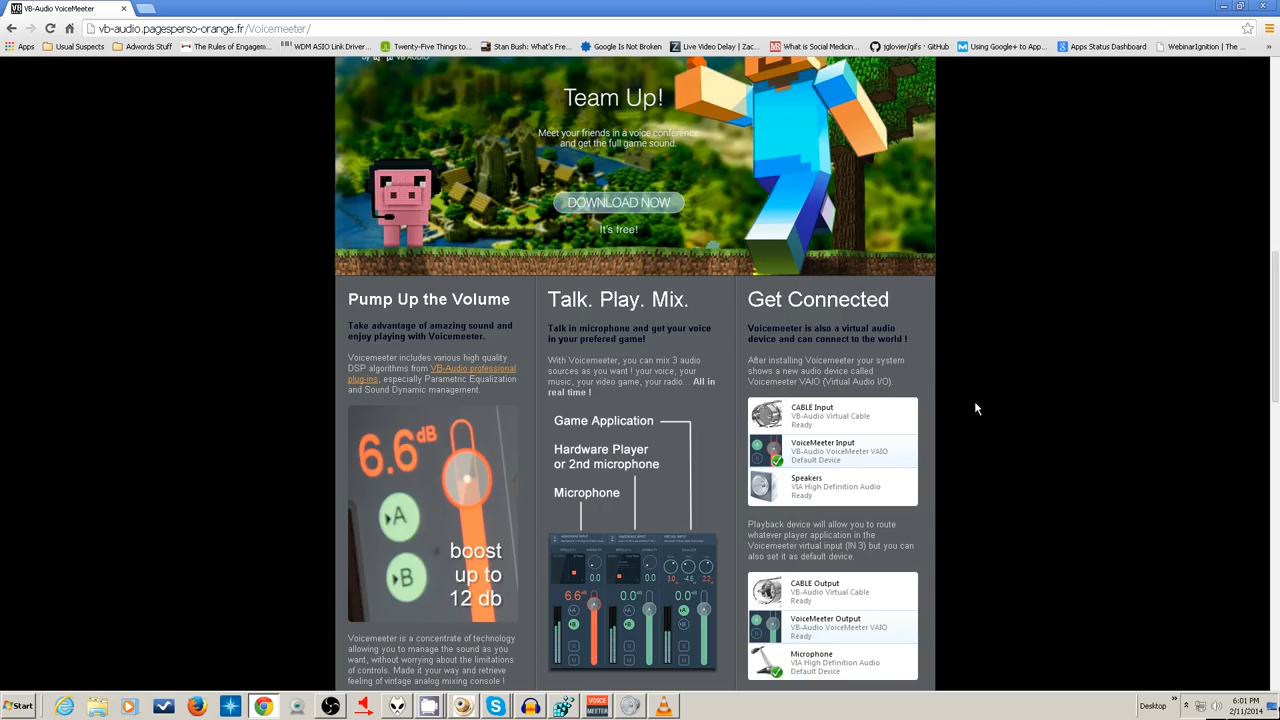 VB-Audio VoiceMeeter
vb-audio.pagesperso-orange.fr/Voicemeeter/
Apps
Usual Suspects
Adwords Stuff
The Rules of Engagem...
WDM ASIO Link Driver...
Twenty-Five Things to...
Stan Bush: What's Fre...
Google Is Not Broken
Live Video Delay | Zac...
What is Social Medicin...
jglovier/gifs · GitHub
Using Google+ to App...
Apps Status Dashboard
WebinarIgnition | The ...
Team Up!
Meet your friends in a voice conference
and get the full game sound.
DOWNLOAD NOW
It's free!
Pump Up the Volume
Take advantage of amazing sound and
enjoy playing with Voicemeeter.
Voicemeeter includes various high quality
DSP algorithms from VB-Audio professional
plug-ins, especially Parametric Equalization
and Sound Dynamic management.
6.6dB
A
B
boost
up to
12 db
Voicemeeter is a concentrate of technology
allowing you to manage the sound as you
want, without worrying about the limitations
of controls. Made it your way and retrieve
feeling of vintage analog mixing console !
Talk. Play. Mix.
Talk in microphone and get your voice
in your prefered game!
With Voicemeeter, you can mix 3 audio
sources as you want ! your voice, your
music, your video game, your radio... All in
real time !
Game Application
Hardware Player
or 2nd microphone
Microphone
0.0
0.0
3.0 -4.6 2.2
6.6dB
0.0dB
0.0dB
Get Connected
Voicemeeter is also a virtual audio
device and can connect to the world !
After installing Voicemeeter your system
shows a new audio device called
Voicemeeter VAIO (Virtual Audio I/O).
CABLE Input
VB-Audio Virtual Cable
Ready
VoiceMeeter Input
VB-Audio VoiceMeeter VAIO
Default Device
Speakers
VIA High Definition Audio
Ready
Playback device will allow you to route
whatever player application in the
Voicemeeter virtual input (IN 3) but you can
also set it as default device.
CABLE Output
VB-Audio Virtual Cable
Ready
VoiceMeeter Output
VB-Audio VoiceMeeter VAIO
Ready
Microphone
VIA High Definition Audio
Default Device
Start
VOICE
MEETER
Desktop
6:01 PM
2/11/2014